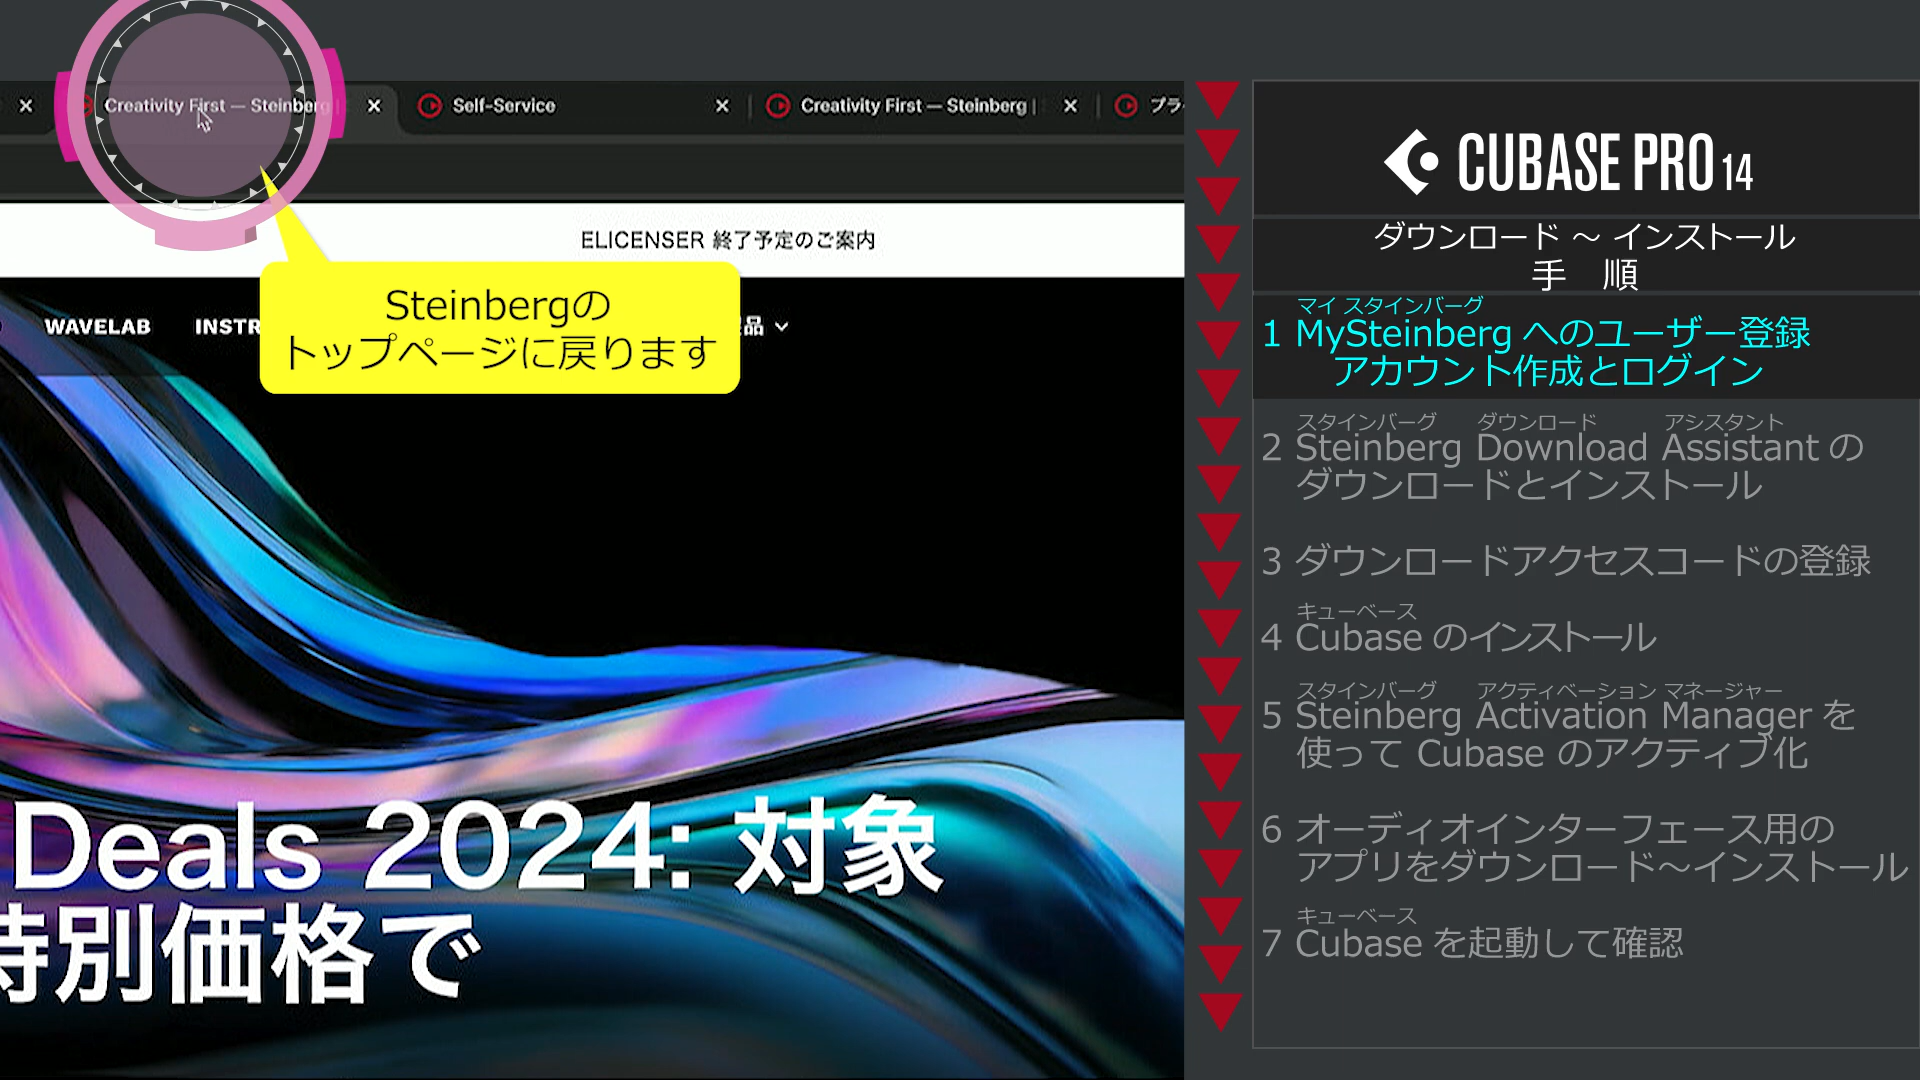 Creativity First — Steinberg
Self-Service
Creativity First — Steinberg |
プラ
ELICENSER 終了予定のご案内
WAVELAB
INSTR
品
Steinbergの
トップページに戻ります
Deals 2024: 対象
特別価格で
CUBASE PRO 14
ダウンロード ～ インストール
手 順
マイ スタインバーグ
1 MySteinberg へのユーザー登録
アカウント作成とログイン
スタインバーグ ダウンロード アシスタント
2 Steinberg Download Assistant の
ダウンロードとインストール
3 ダウンロードアクセスコードの登録
キューベース
4 Cubase のインストール
スタインバーグ アクティベーション マネージャー
5 Steinberg Activation Manager を
使って Cubase のアクティブ化
6 オーディオインターフェース用の
アプリをダウンロード～インストール
キューベース
7 Cubase を起動して確認